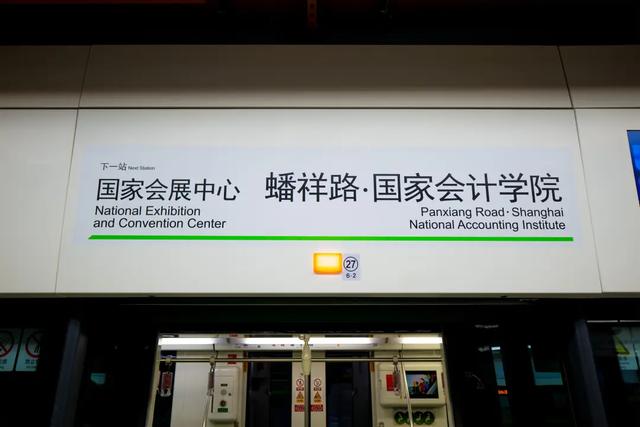 下一站 Next Station
国家会展中心
National Exhibition
and Convention Center
蟠祥路·国家会计学院
Panxiang Road·Shanghai
National Accounting Institute
27
6-2